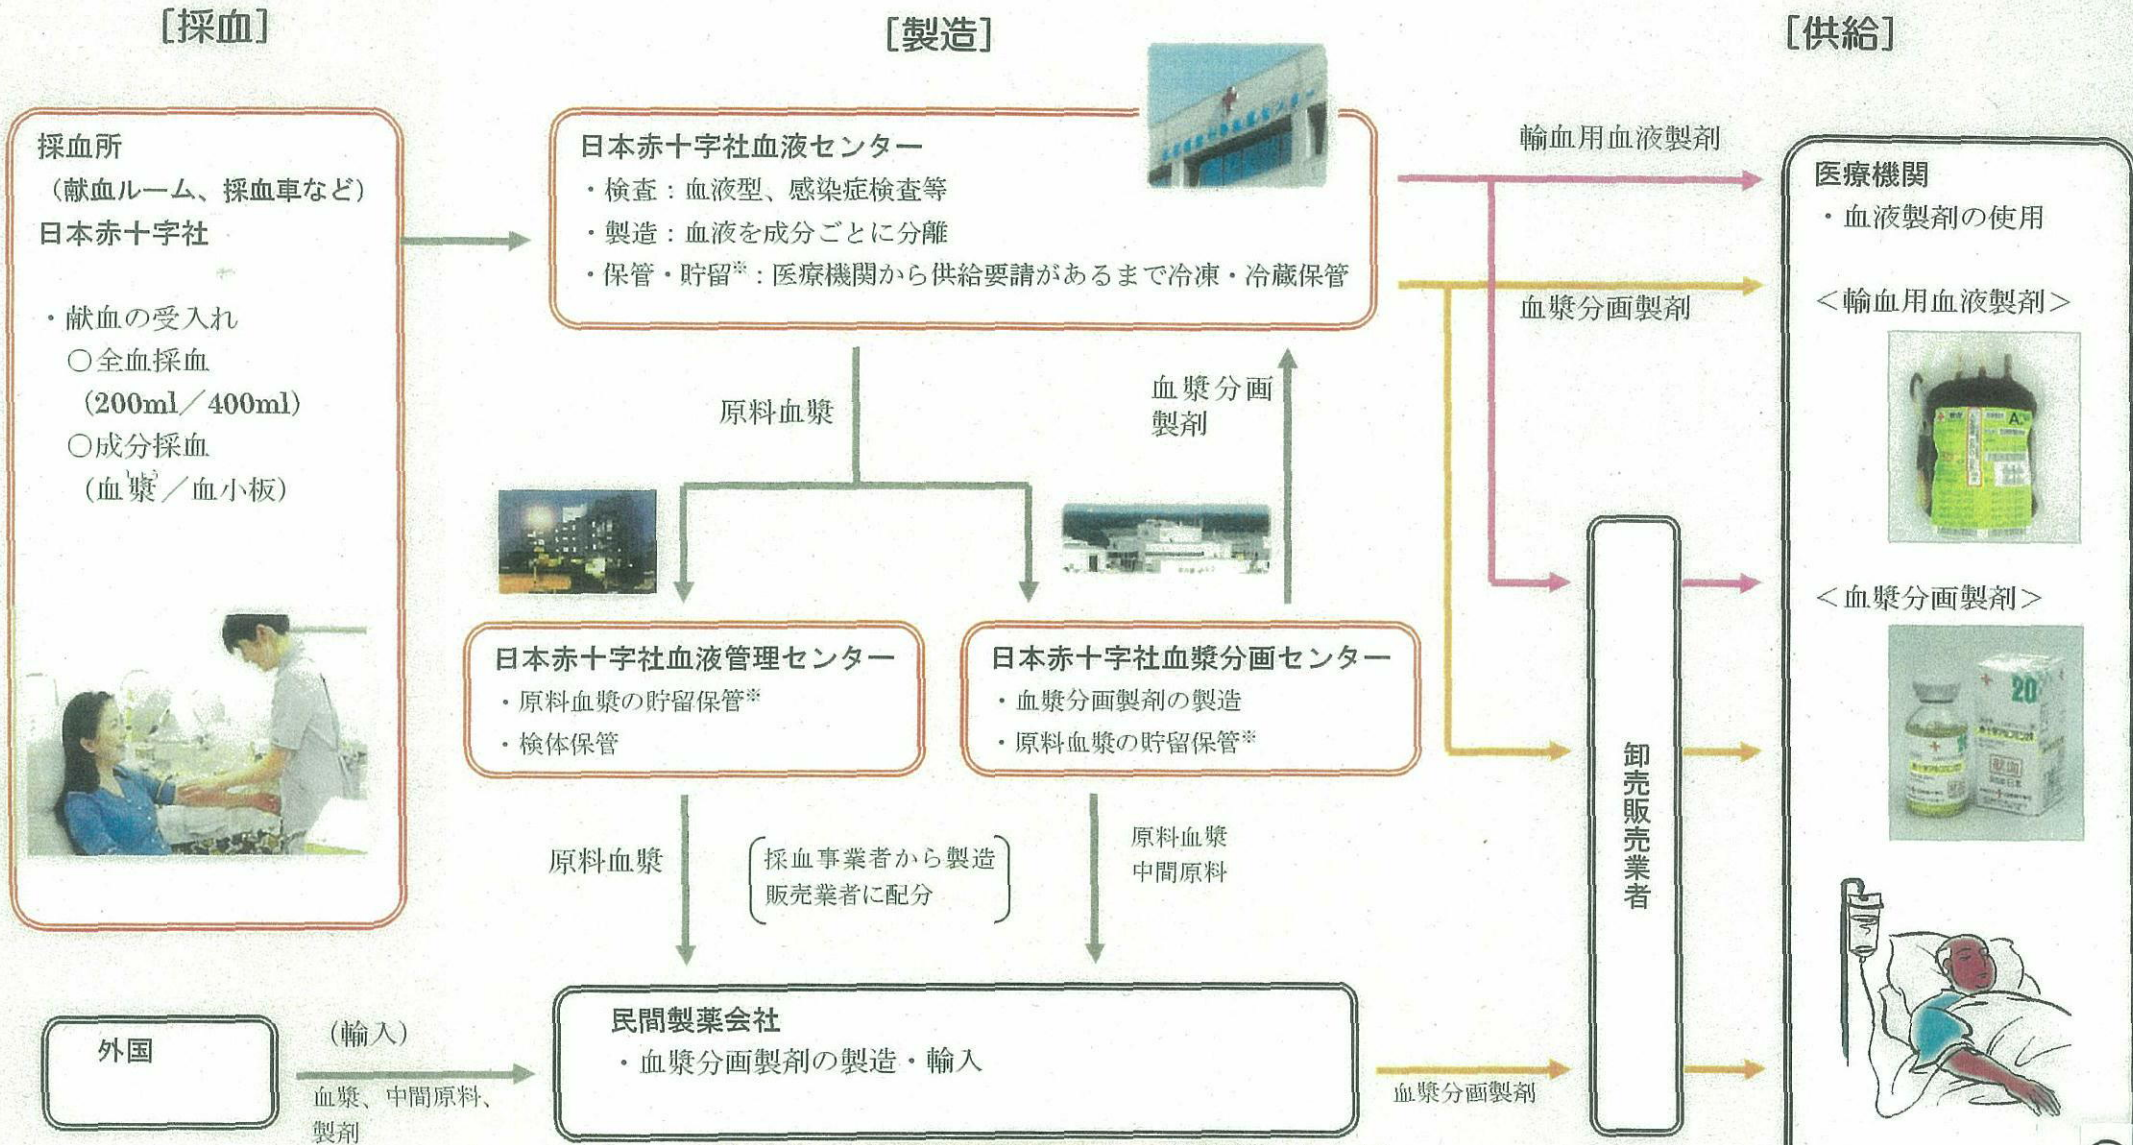 [採血]
[製造]
[供給]
採血所
（献血ルーム、採血車など）
日本赤十字社
・献血の受入れ
○全血採血
（200ml／400ml）
○成分採血
（血漿／血小板）
しょう
日本赤十字社血液センター
・検査：血液型、感染症検査等
・製造：血液を成分ごとに分離
・保管・貯留※：医療機関から供給要請があるまで冷凍・冷蔵保管
原料血漿
血漿分画
製剤
日本赤十字社血液管理センター
・原料血漿の貯留保管※
・検体保管
日本赤十字社血漿分画センター
・血漿分画製剤の製造
・原料血漿の貯留保管※
原料血漿
採血事業者から製造
販売業者に配分
原料血漿
中間原料
外国
（輸入）
血漿、中間原料、
製剤
民間製薬会社
・血漿分画製剤の製造・輸入
輸血用血液製剤
血漿分画製剤
血漿分画製剤
卸売販売業者
医療機関
・血液製剤の使用
＜輸血用血液製剤＞
A
＜血漿分画製剤＞
20
献血